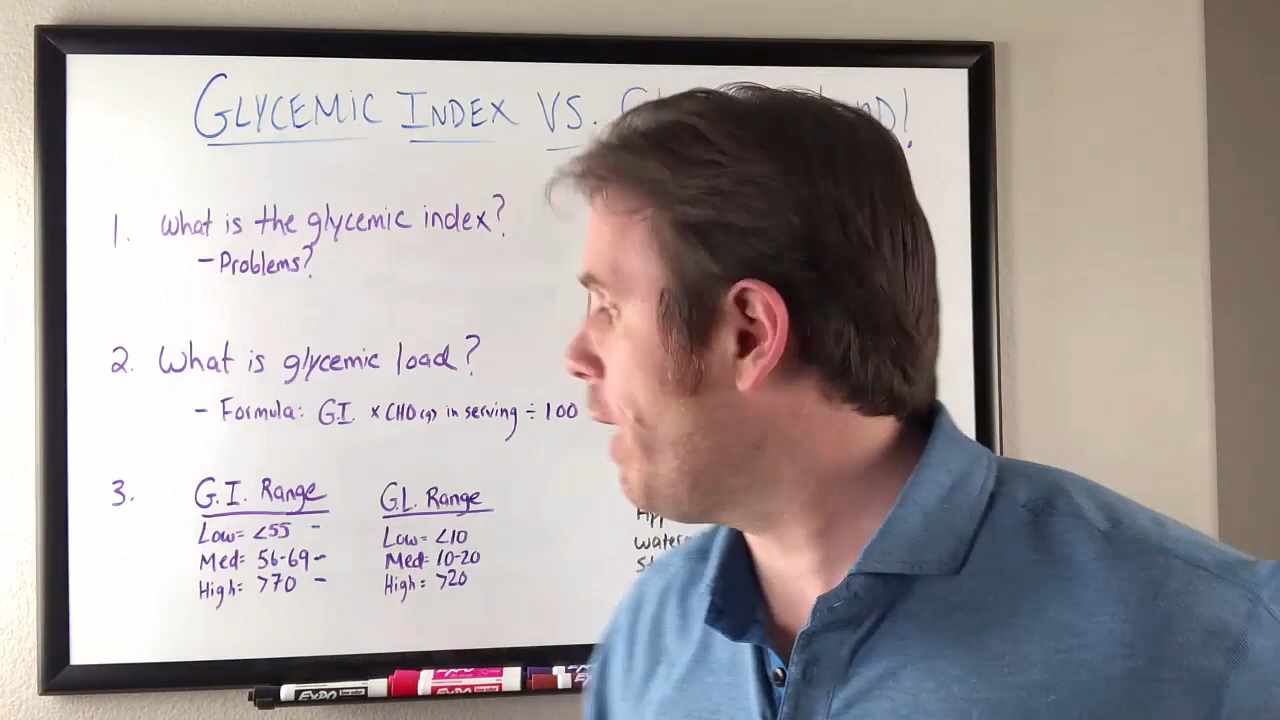 GLYCEMIC INDEX VS.
1. What is the glycemic index?
- Problems?
2. What is glycemic load?
- Formula: G.I. x CHO (g) in serving ÷ 100
3. G.I. Range
Low= <55 -
Med= 56-69 -
High= >70 -
G.L. Range
Low= <10
Med= 10-20
High= >20
EXPO
EXPO